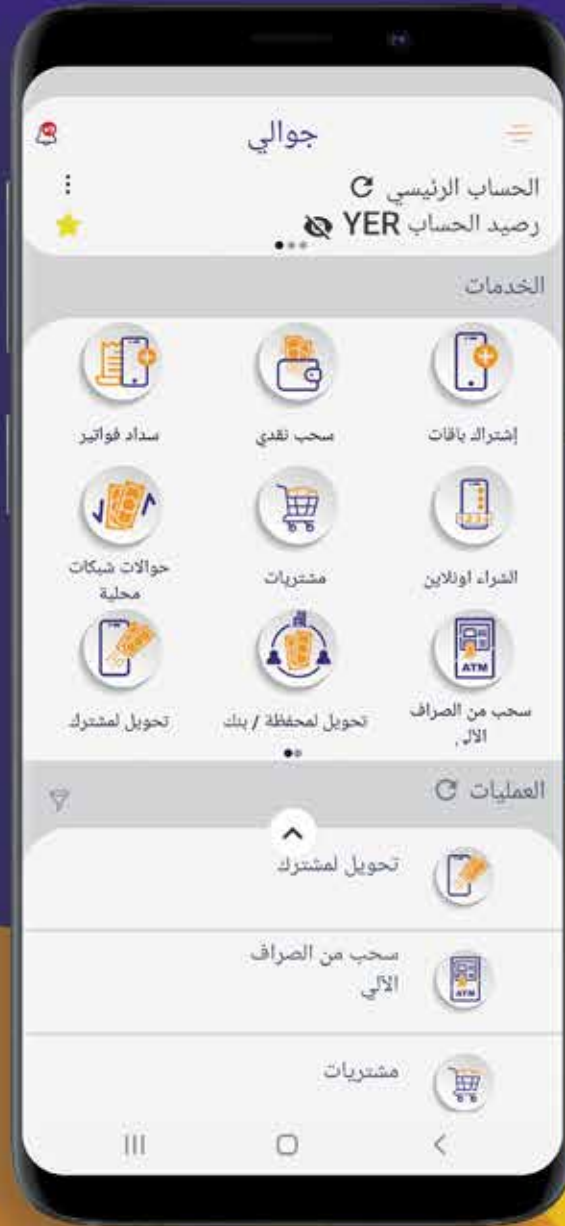 جوالي
الحساب الرئيسي
رصيد الحساب YER
الخدمات
إشتراك باقات
سحب نقدي
سداد فواتير
الشراء اونلاين
مشتريات
حوالات شبكات
محلية
سحب من الصراف
الآلي
تحويل لمحفظة / بنك
تحويل لمشترك
ATM
العمليات
تحويل لمشترك
سحب من الصراف
الآلي
ATM
مشتريات